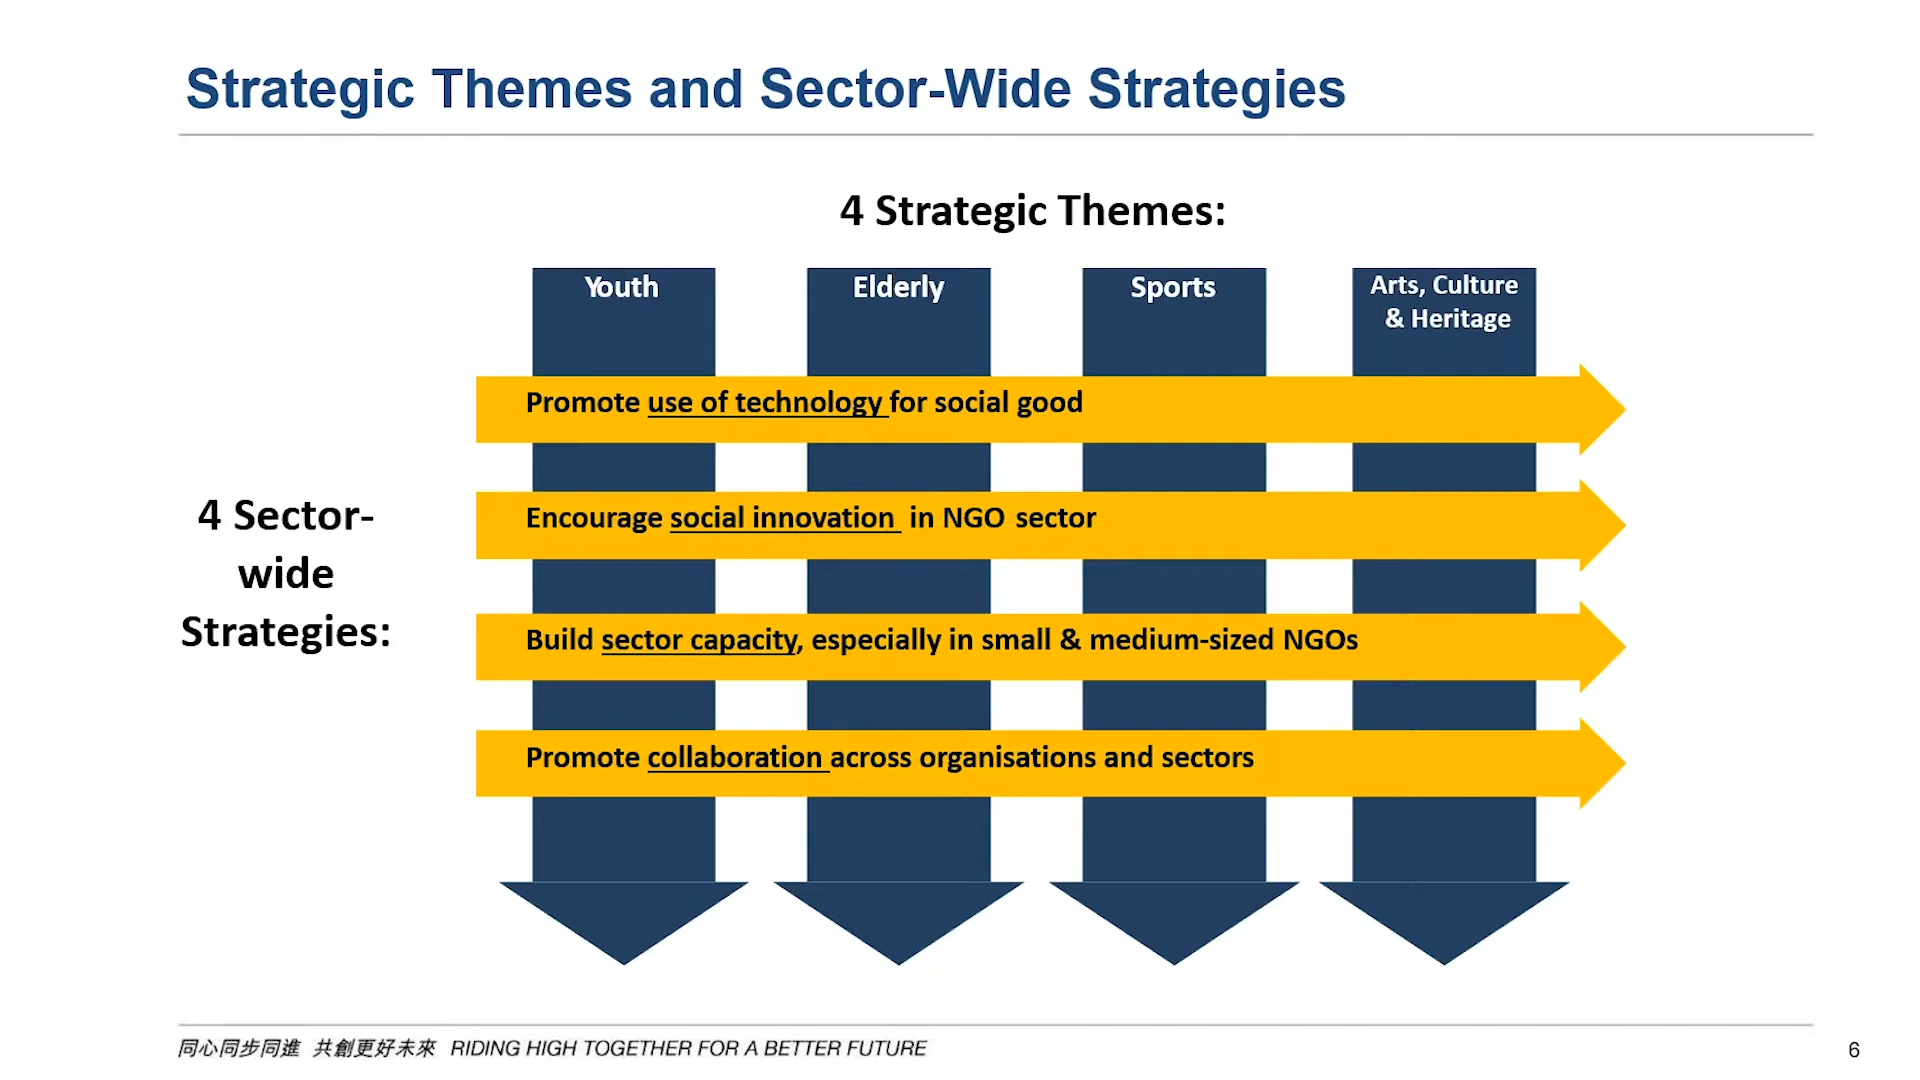 Strategic Themes and Sector-Wide Strategies
4 Strategic Themes:
Youth
Elderly
Sports
Arts, Culture
& Heritage
4 Sector-
wide
Strategies:
Promote use of technology for social good
Encourage social innovation in NGO sector
Build sector capacity, especially in small & medium-sized NGOs
Promote collaboration across organisations and sectors
同心同步同進 共創更好未來 RIDING HIGH TOGETHER FOR A BETTER FUTURE
6